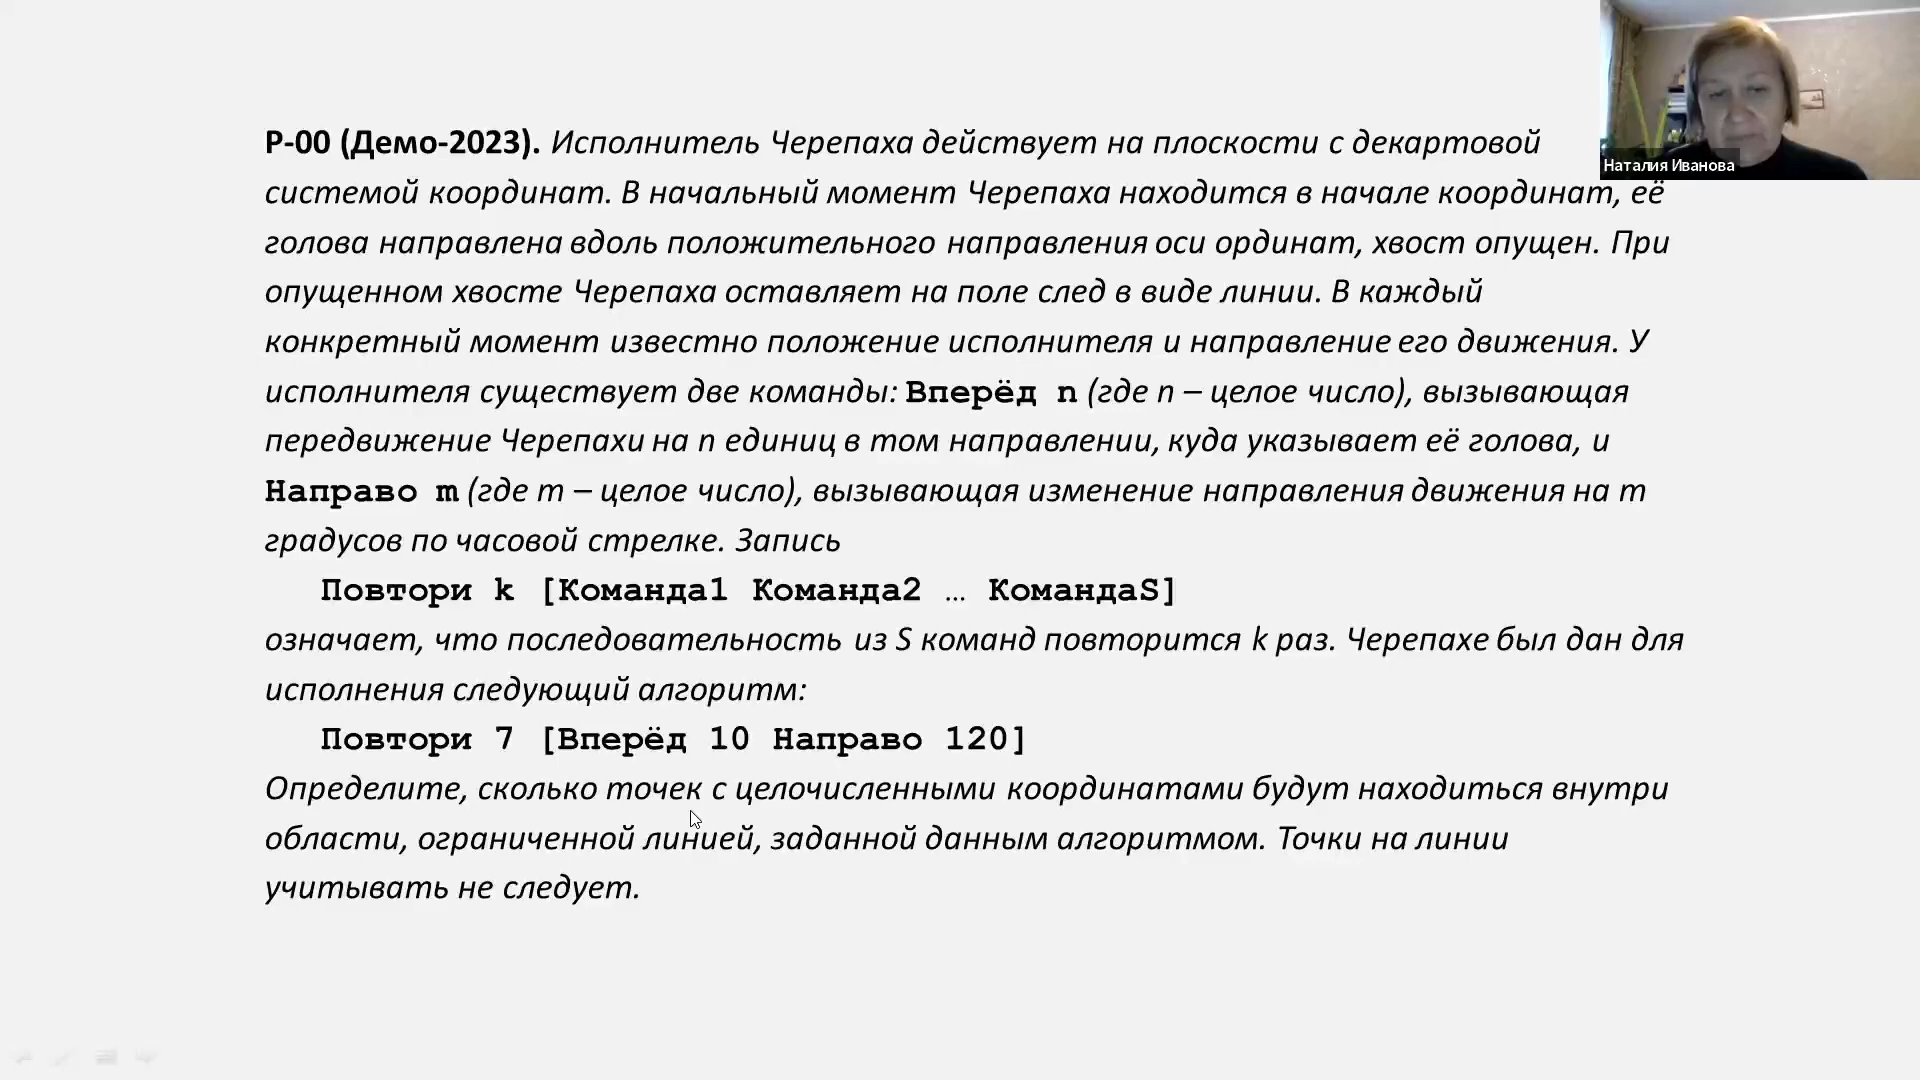 Р-00 (Демо-2023). Исполнитель Черепаха действует на плоскости с декартовой
системой координат. В начальный момент Черепаха находится в начале координат, её
голова направлена вдоль положительного направления оси ординат, хвост опущен. При
опущенном хвосте Черепаха оставляет на поле след в виде линии. В каждый
конкретный момент известно положение исполнителя и направление его движения. У
исполнителя существует две команды: Вперёд n (где n – целое число), вызывающая
передвижение Черепахи на n единиц в том направлении, куда указывает её голова, и
Направо m (где m – целое число), вызывающая изменение направления движения на m
градусов по часовой стрелке. Запись
Повтори k [Команда1 Команда2 … КомандаS]
означает, что последовательность из S команд повторится k раз. Черепахе был дан для
исполнения следующий алгоритм:
Повтори 7 [Вперёд 10 Направо 120]
Определите, сколько точек с целочисленными координатами будут находиться внутри
области, ограниченной линией, заданной данным алгоритмом. Точки на линии
учитывать не следует.
Наталия Иванова